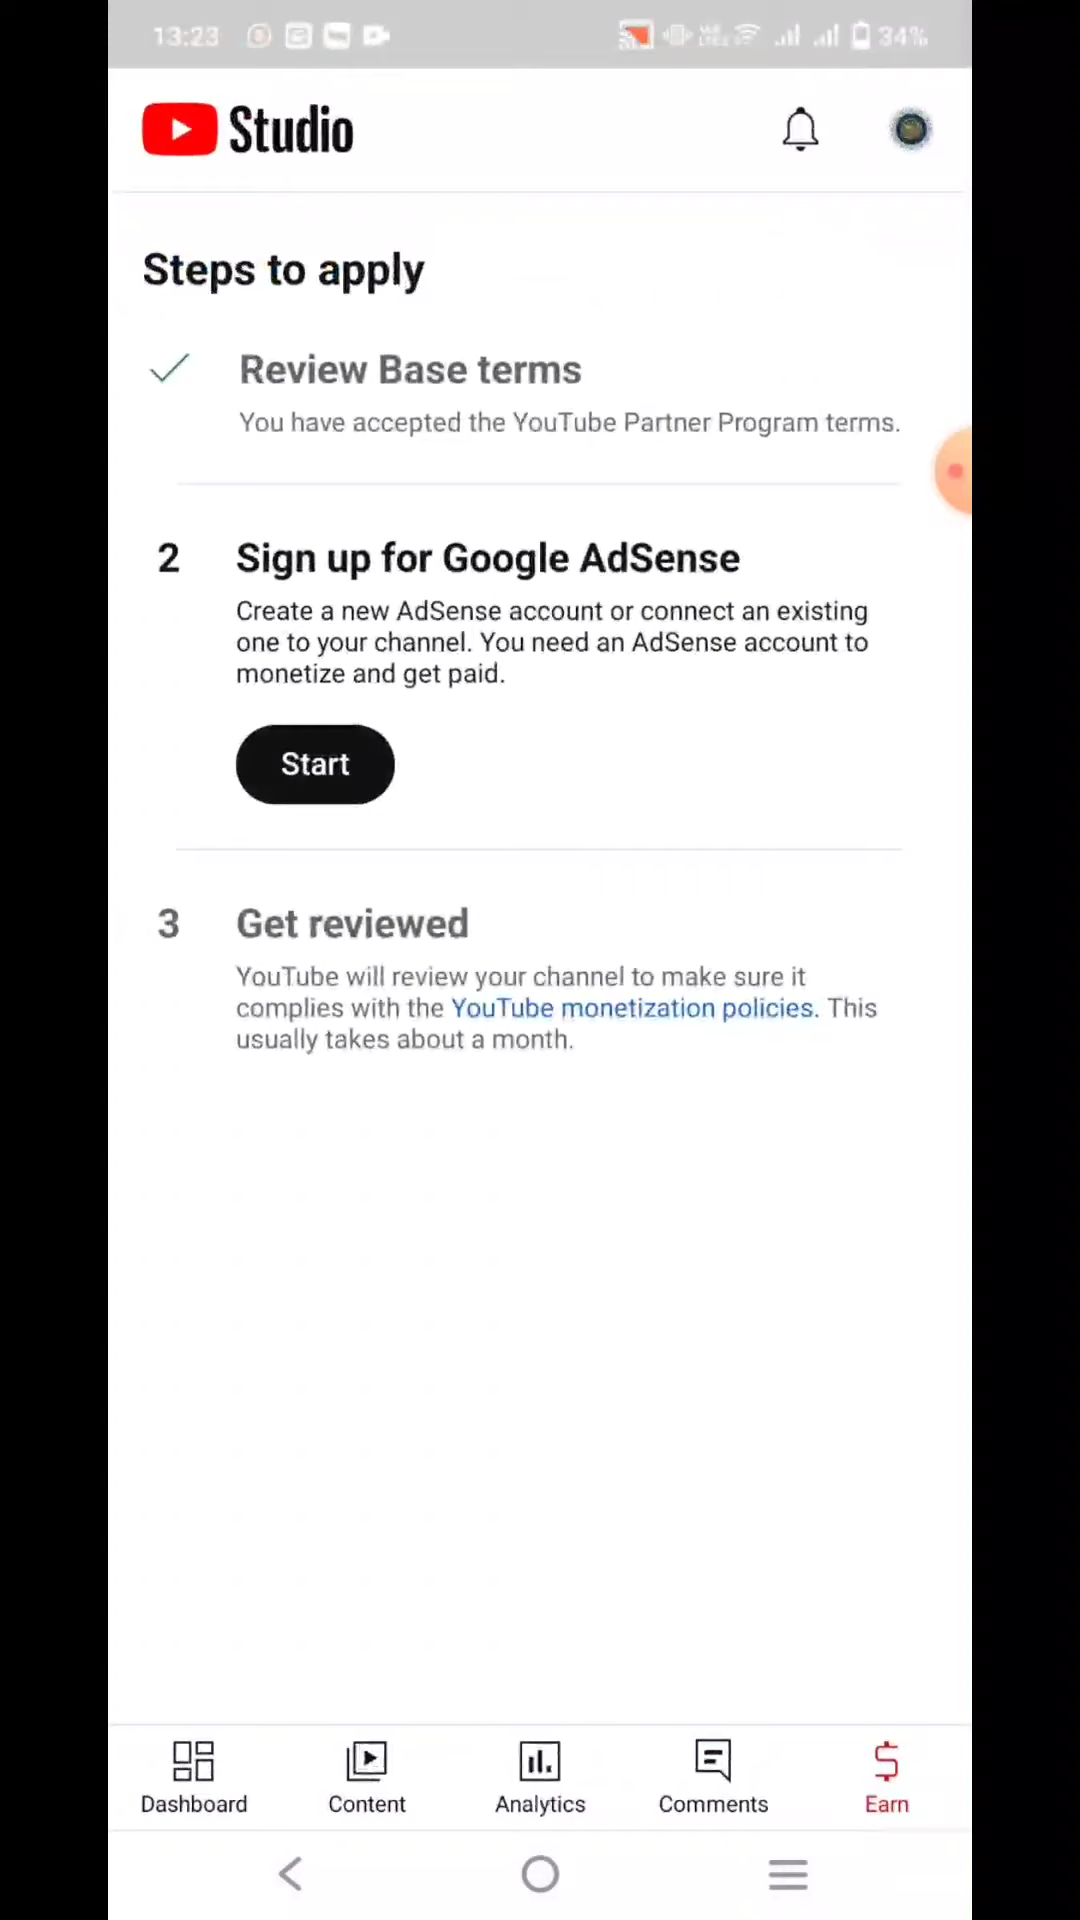 13:23
34%
Studio
Steps to apply
Review Base terms
You have accepted the YouTube Partner Program terms.
2 Sign up for Google AdSense
Create a new AdSense account or connect an existing
one to your channel. You need an AdSense account to
monetize and get paid.
Start
3 Get reviewed
YouTube will review your channel to make sure it
complies with the YouTube monetization policies. This
usually takes about a month.
Dashboard Content Analytics Comments Earn